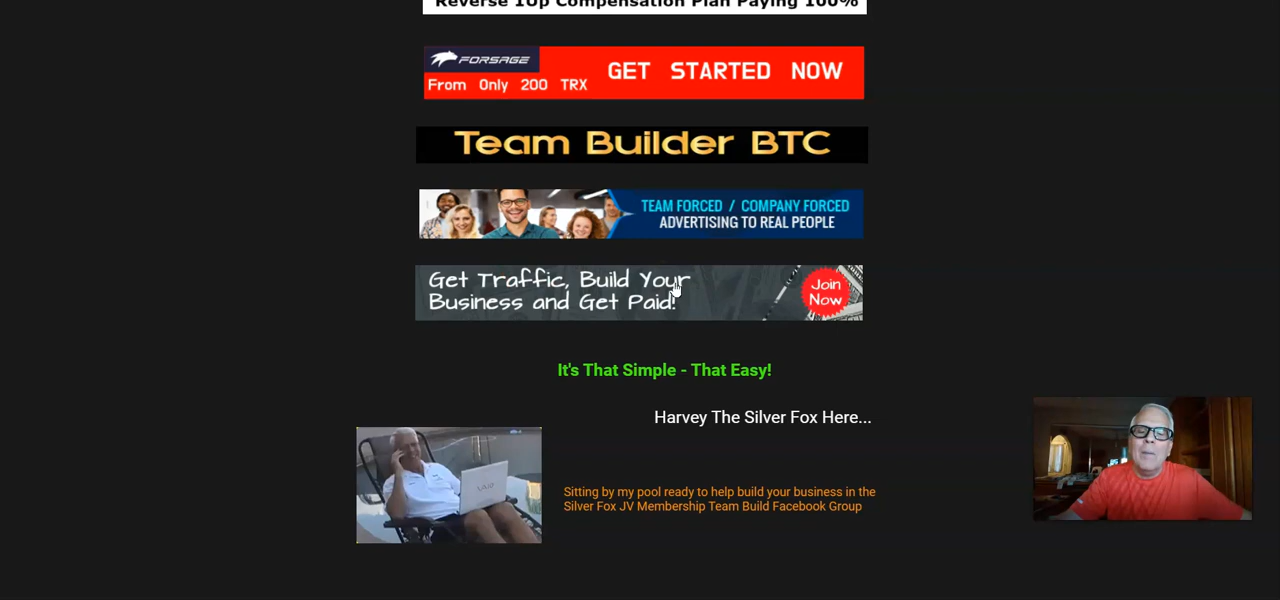 Reverse 1Up Compensation Plan Paying 100%
FORSAGE
From Only 200 TRX
GET STARTED NOW
Team Builder BTC
TEAM FORCED / COMPANY FORCED
ADVERTISING TO REAL PEOPLE
Get Traffic, Build Your
Business and Get Paid!
Join
Now
It's That Simple - That Easy!
Harvey The Silver Fox Here...
VAIO
Sitting by my pool ready to help build your business in the
Silver Fox JV Membership Team Build Facebook Group